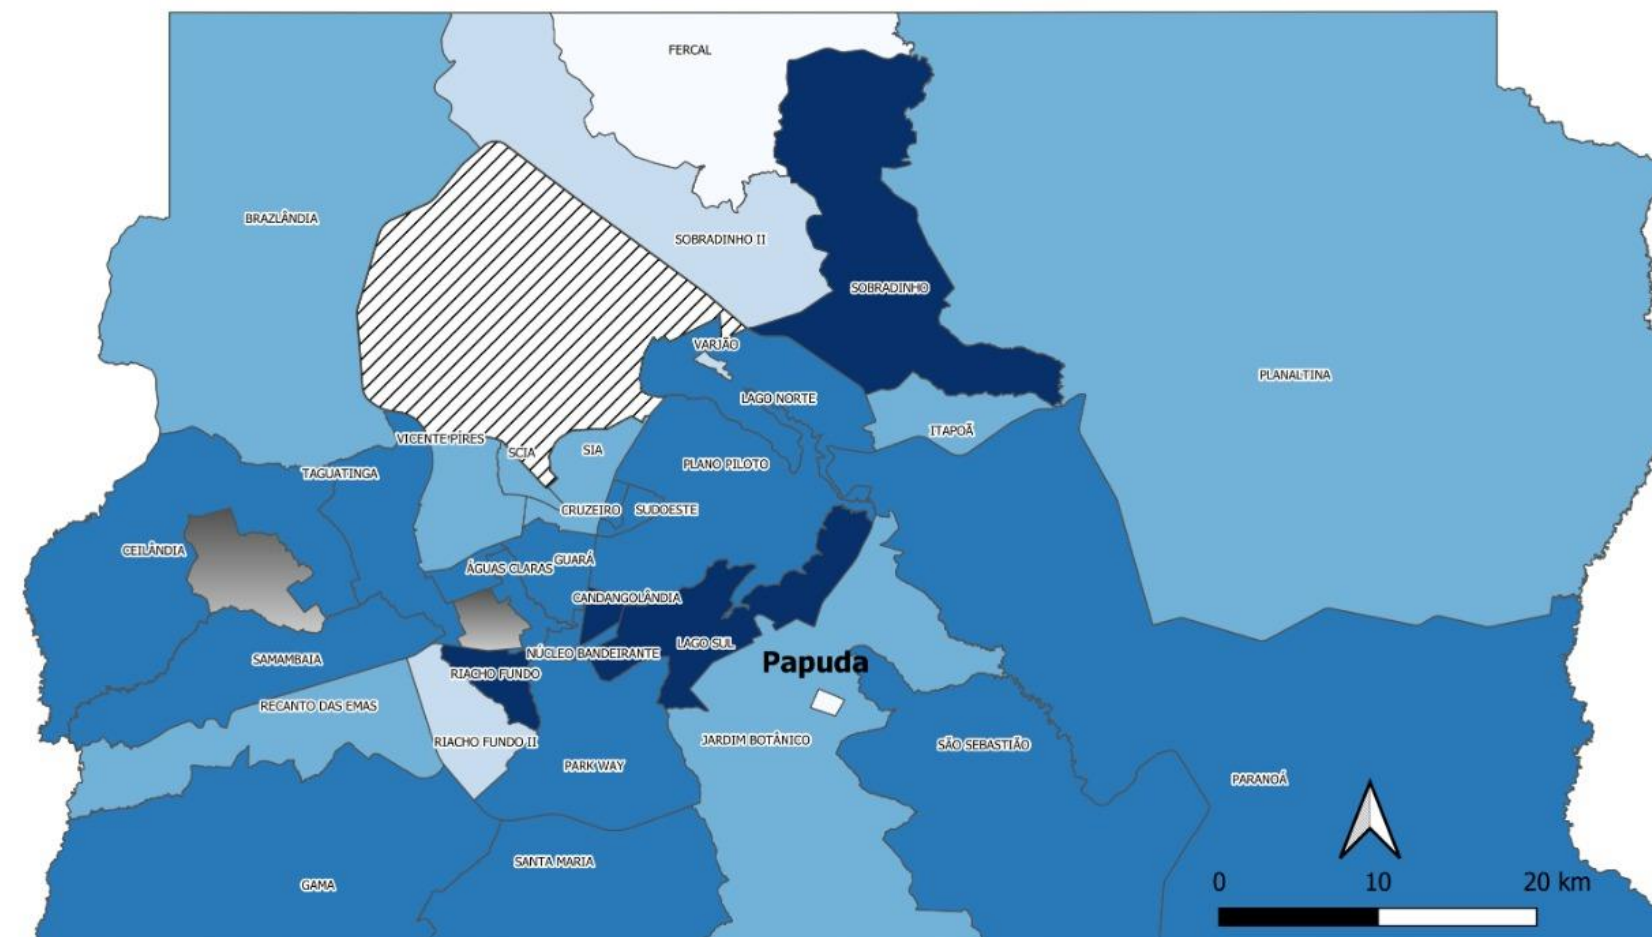 FERCAL
BRAZLÂNDIA
SOBRADINHO II
SOBRADINHO
VARJÃO
PLANALTINA
LAGO NORTE
ITAPOÃ
VICENTE PÍRES
SCIA
SIA
TAGUATINGA
PLANO PILOTO
CRUZEIRO
SUDOESTE
CEILÂNDIA
ÁGUAS CLARAS
GUARÁ
CANDANGOLÂNDIA
LAGO SUL
NÚCLEO BANDEIRANTE
SAMAMBAIA
Papuda
RIACHO FUNDO
RECANTO DAS EMAS
RIACHO FUNDO II
JARDIM BOTÂNICO
SÃO SEBASTIÃO
PARK WAY
PARANOÁ
SANTA MARIA
GAMA
0 10 20 km